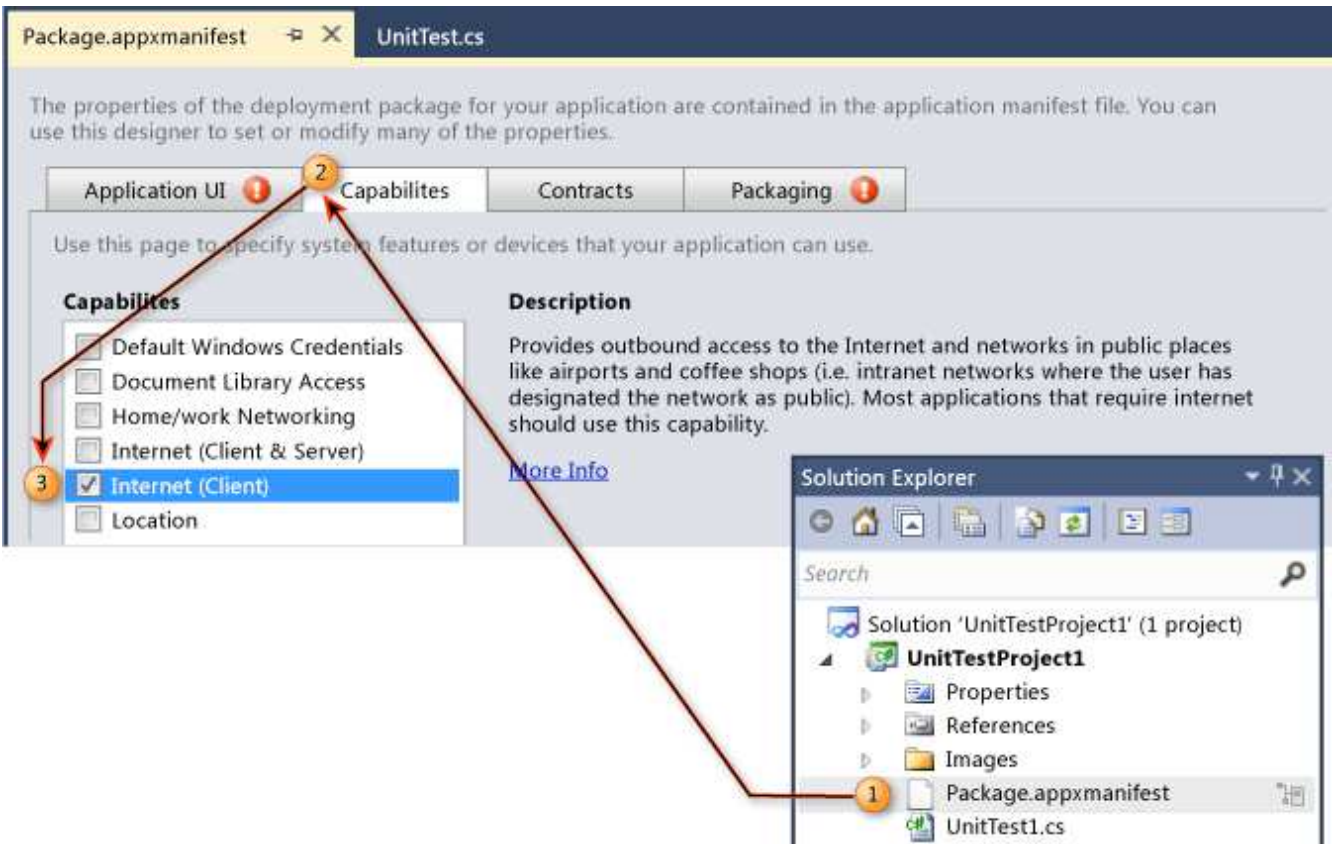 Package.appxmanifest UnitTest.cs
The properties of the deployment package for your application are contained in the application manifest file. You can
use this designer to set or modify many of the properties.
2
Application UI Capabilites Contracts Packaging
Use this page to specify system features or devices that your application can use.
Capabilites
Default Windows Credentials
Document Library Access
Home/work Networking
Internet (Client & Server)
3 Internet (Client)
Location
Description
Provides outbound access to the Internet and networks in public places
like airports and coffee shops (i.e. intranet networks where the user has
designated the network as public). Most applications that require internet
should use this capability.
More Info
Solution Explorer
Search
Solution 'UnitTestProject1' (1 project)
UnitTestProject1
Properties
References
Images
1 Package.appxmanifest
UnitTest1.cs